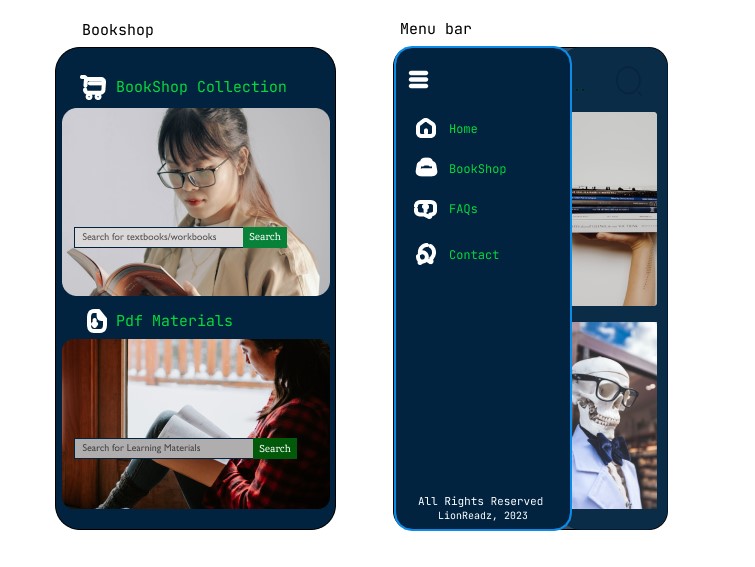 Bookshop
BookShop Collection
Search for textbooks/workbooks
Search
Pdf Materials
Search for Learning Materials
Search
Menu bar
Home
BookShop
FAQs
Contact
All Rights Reserved
LionReadz, 2023